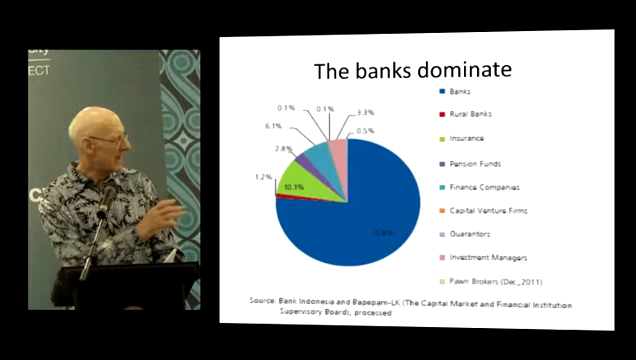 sity
ECT
The banks dominate
0.1%
0.1%
3.3%
0.5%
6.1%
2.8%
1.2%
10.1%
Banks
Rural Banks
Insurance
Pension Funds
Finance Companies
Capital Venture Firms
Guarantors
Investment Managers
Pawn Brokers (Dec., 2011)
Source: Bank Indonesia and Bapepam-LK (The Capital Market and Financial Institution
Supervisory Board), processed